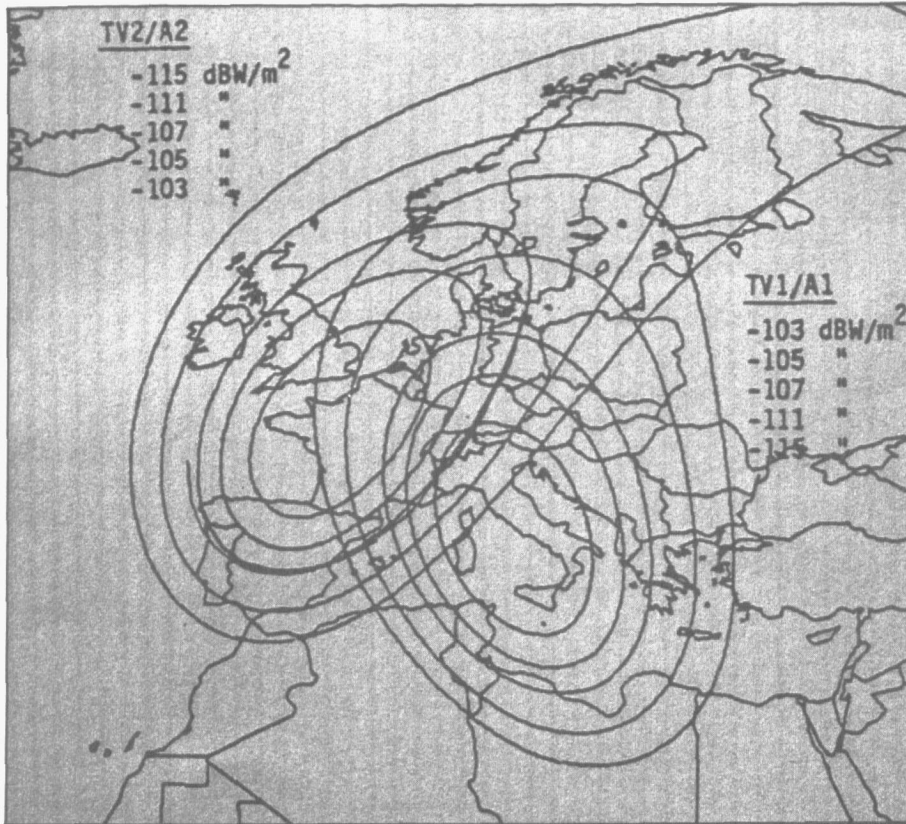 TV2/A2
-115 dBW/m²
-111 "
-107 "
-105 "
-103 "
TV1/A1
-103 dBW/m²
-105 "
-107 "
-111 "
-115 "